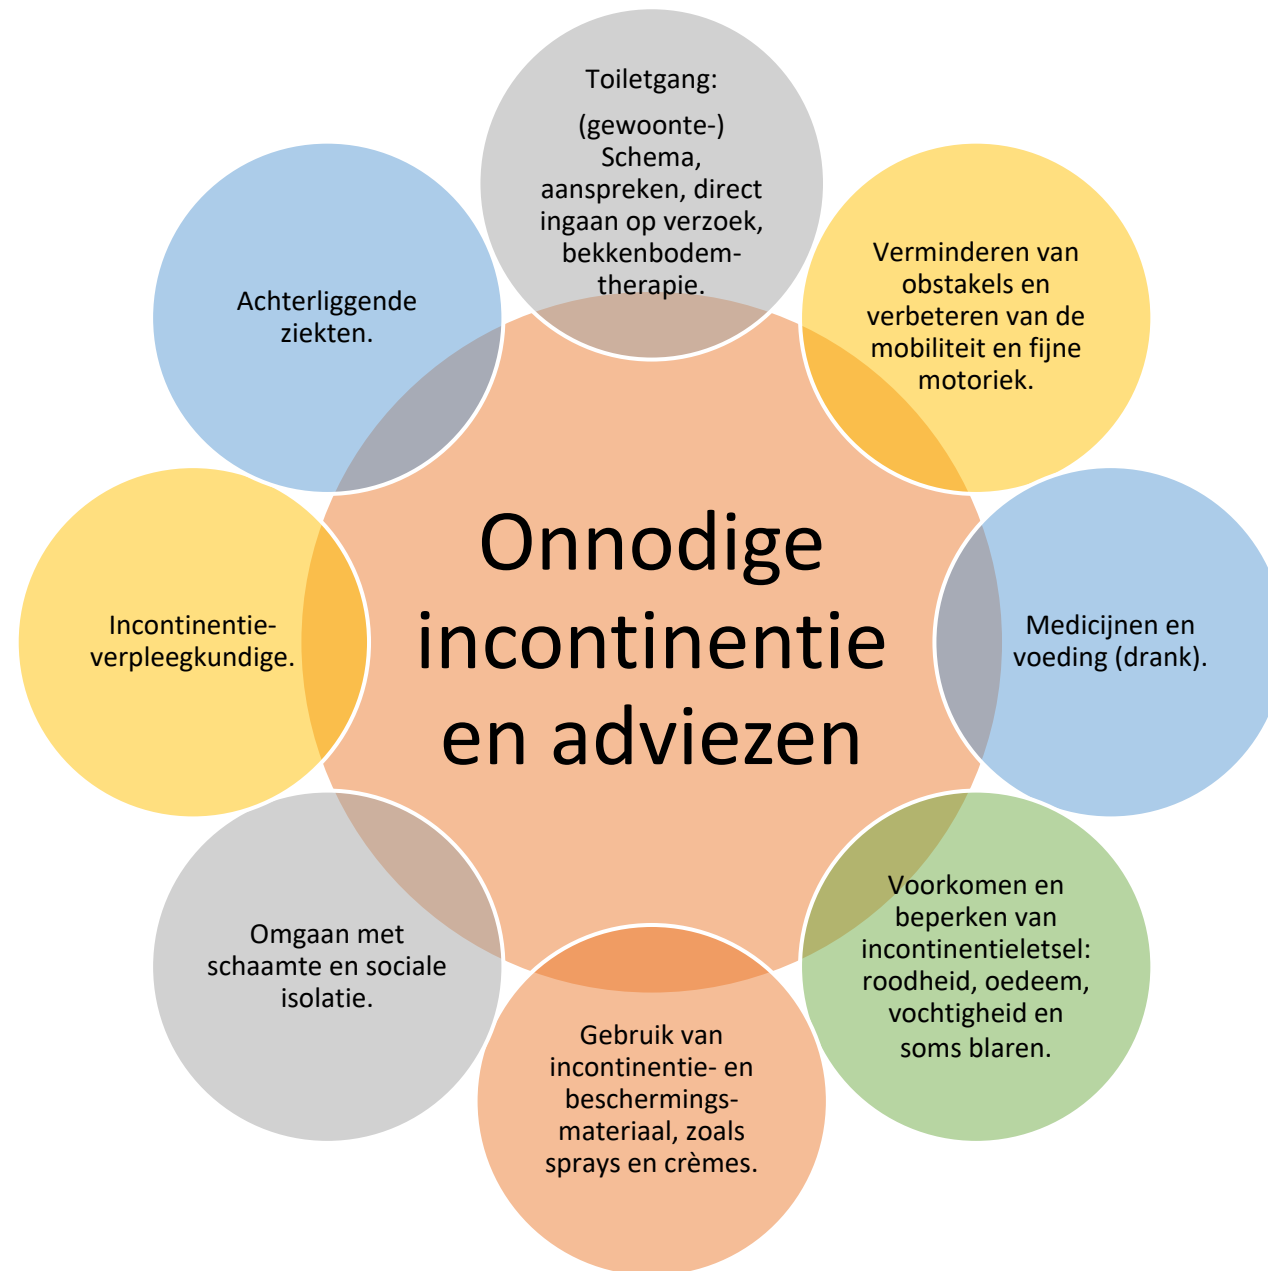 Toiletgang:
(gewoonte-)
Schema,
aanspreken, direct
ingaan op verzoek,
bekkenbodem-
therapie.
Verminderen van
obstakels en
verbeteren van de
mobiliteit en fijne
motoriek.
Medicijnen en
voeding (drank).
Voorkomen en
beperken van
incontinentieletsel:
roodheid, oedeem,
vochtigheid en
soms blaren.
Gebruik van
incontinentie- en
beschermings-
materiaal, zoals
sprays en crèmes.
Omgaan met
schaamte en sociale
isolatie.
Incontinentie-
verpleegkundige.
Achterliggende
ziekten.
Onnodige
incontinentie
en adviezen